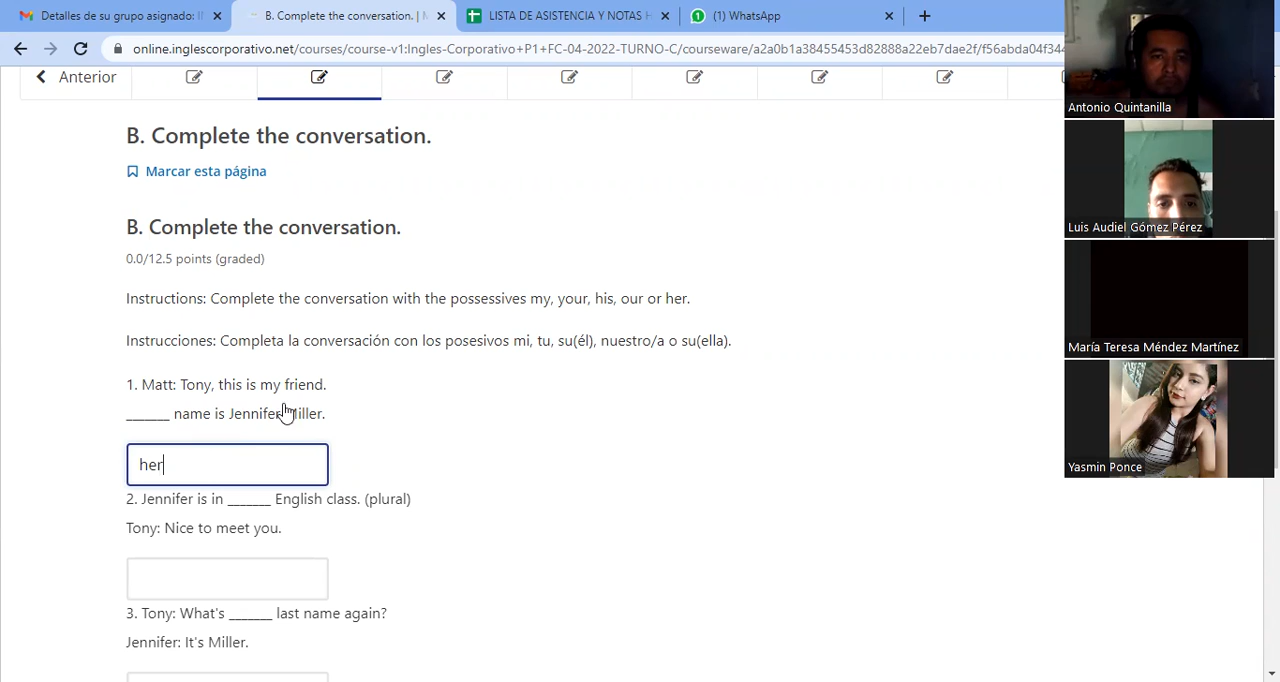 Detalles de su grupo asignado: II
B. Complete the conversation. | M
LISTA DE ASISTENCIA Y NOTAS H
(1) WhatsApp
online.inglescorporativo.net/courses/course-v1:Ingles-Corporativo+P1+FC-04-2022-TURNO-C/courseware/a2a0b1a38455453d82888a22eb7dae2f/f56abda04f344
Anterior
B. Complete the conversation.
Marcar esta página
B. Complete the conversation.
0.0/12.5 points (graded)
Instructions: Complete the conversation with the possessives my, your, his, our or her.
Instrucciones: Completa la conversación con los posesivos mi, tu, su(él), nuestro/a o su(ella).
1. Matt: Tony, this is my friend.
______ name is Jennifer Miller.
her
2. Jennifer is in ______ English class. (plural)
Tony: Nice to meet you.
3. Tony: What's ______ last name again?
Jennifer: It's Miller.
Antonio Quintanilla
Luis Audiel Gómez Pérez
María Teresa Méndez Martínez
Yasmin Ponce